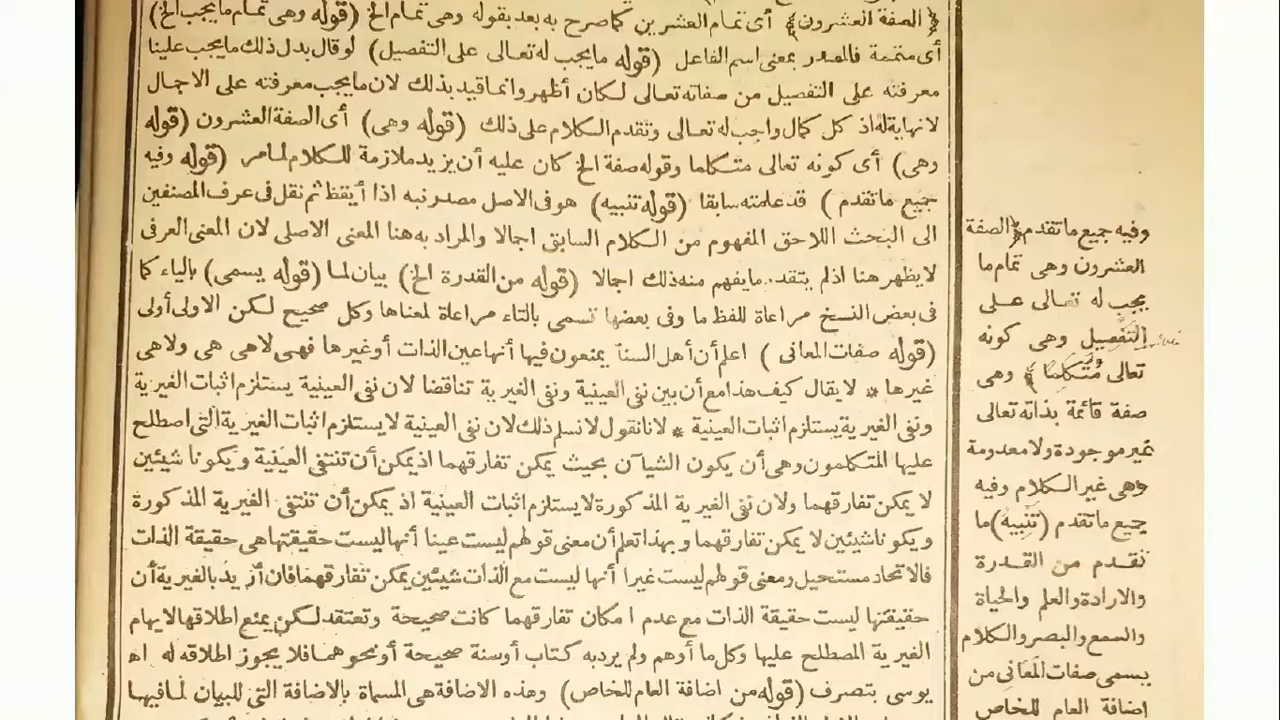 ﴿الصفة العشرون﴾ أى تمام العشرين كما صرح به بعد بقوله وهى تمام الخ (قوله وهى تمام ما يجب الخ)
أى متممة فالمصدر بمعنى اسم الفاعل (قوله ما يجب له تعالى على التفصيل) لو قال بدل ذلك ما يجب علينا
معرفته على التفصيل من صفاته تعالى لكان أظهر وانما قيد بذلك لان ما يجب معرفته على الاجمال
لا نهاية له اذ كل كمال واجب له تعالى وتقدم الكلام على ذلك (قوله وهى) أى الصفة العشرون (قوله
وهى) أى كونه تعالى متكلما وقوله صفة الخ كان عليه أن يزيد ملازمة للكلام لما مر (قوله وفيه
جميع ما تقدم) قد علمته سابقا (قوله تنبيه) هو فى الاصل مصدر نبه اذا أيقظ ثم نقل فى عرف المصنفين
الى البحث اللاحق المفهوم من الكلام السابق اجالا والمراد به هنا المعنى الاصلى لان المعنى العرفى
لا يظهر هنا اذ لم يتقدم ما يفهم منه ذلك اجالا (قوله من القدرة الخ) بيان لما (قوله يسمى) بالياء كما
فى بعض النسخ مراعاة للفظ ما وفى بعضها تسمى بالتاء مراعاة لمعناها وكل صحيح لكن الاولى أولى
(قوله صفات المعانى) اعلم أن أهل السنة يمنعون فيها أنها عين الذات أو غيرها فهى لا هى هى ولا هى
غيرها * لا يقال كيف هذا مع أن بين نفى العينية ونفى الغيرية تناقضا لان نفى العينية يستلزم اثبات الغيرية
ونفى الغيرية يستلزم اثبات العينية * لانا نقول لا نسلم ذلك لان نفى العينية لا يستلزم اثبات الغيرية التى اصطلح
عليها المتكلمون وهى أن يكون الشيآن بحيث يمكن تفارقهما اذ يمكن أن تنتفى العينية ويكونا شيئين
لا يمكن تفارقهما ولان نفى الغيرية المذكورة لا يستلزم اثبات العينية اذ يمكن أن تنتفى الغيرية المذكورة
ويكونا شيئين لا يمكن تفارقهما وبهذا تعلم أن معنى قولهم ليست عينا أنها ليست حقيقتها هى حقيقة الذات
فالاتحاد مستحيل ومعنى قولهم ليست غيرا أنها ليست مع الذات شيئين يمكن تفارقهما فان أريد بالغيرية أن
حقيقتها ليست حقيقة الذات مع عدم امكان تفارقهما كانت صحيحة وتعتقد لكن يمنع اطلاقها لايهام
الغيرية المصطلح عليها وكل ما أوهم ولم يرد به كتاب أو سنة صحيحة أو نحوهما فلا يجوز اطلاقه له اه
يوسى بتصرف (قوله من اضافة العام للخاص) وهذه الاضافة هى المسماة بالاضافة التى للبيان لما فيها
وفيه جميع ما تقدم ﴿الصفة
العشرون وهى تمام ما
يجب له تعالى على
التفصيل وهى كونه
تعالى متكلما﴾ وهى
صفة قائمة بذاته تعالى
غير موجودة ولا معدومة
وهى غير الكلام وفيه
جميع ما تقدم (تنبيه) ما
تقدم من القدرة
والارادة والعلم والحياة
والسمع والبصر والكلام
يسمى صفات المعانى من
اضافة العام للخاص